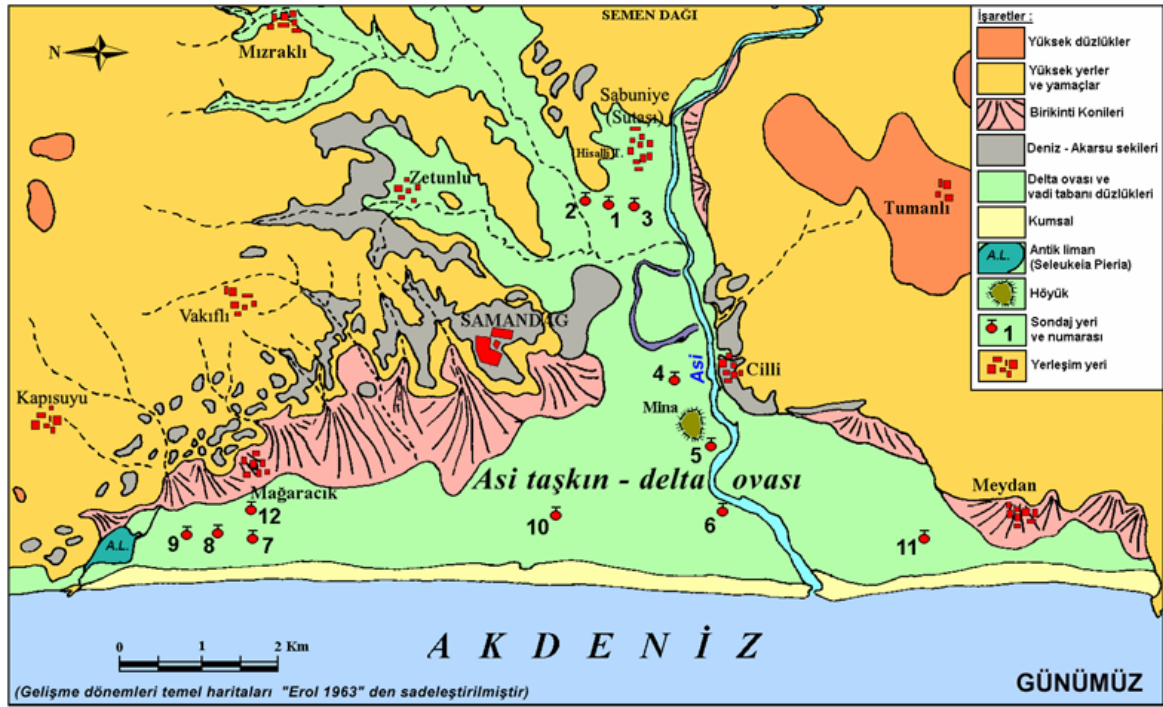 SEMEN DAĞI
Mızraklı
N
Sabuniye
(Sutaşı)
Hisallı T.
Zetunlu
2
1
3
Tumanlı
Vakıflı
SAMANDAĞ
Asi
4
Cilli
Kapısuyu
Mina
5
Asi taşkın - delta ovası
Meydan
Mağaracık
12
10
6
A.L.
9
8
7
11
AKDENİZ
0 1 2 Km
GÜNÜMÜZ
(Gelişme dönemleri temel haritaları "Erol 1963" den sadeleştirilmiştir)
İşaretler :
Yüksek düzlükler
Yüksek yerler
ve yamaçlar
Birikinti Konileri
Deniz - Akarsu sekileri
Delta ovası ve
vadi tabanı düzlükleri
Kumsal
A.L.
Antik liman
(Seleukeia Pieria)
Höyük
1
Sondaj yeri
ve numarası
Yerleşim yeri